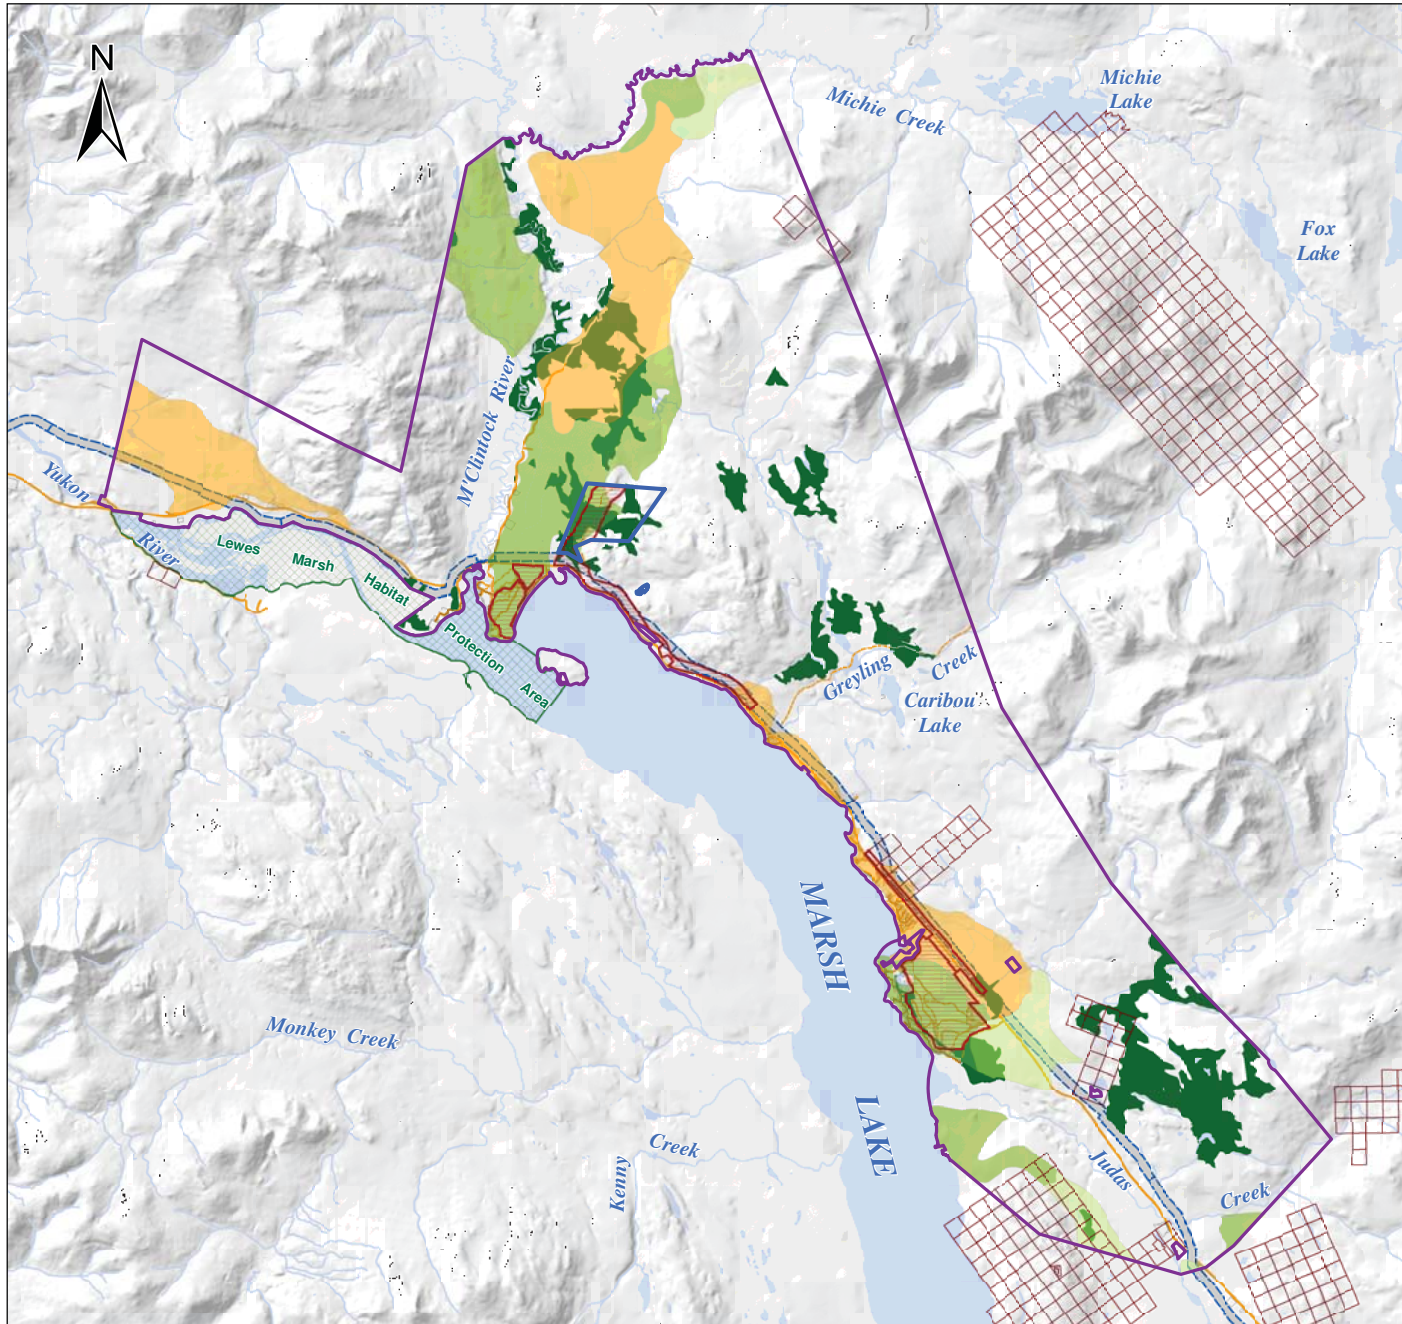 N
Michie
Lake
Michie Creek
Fox
Lake
M'Clintock River
Yukon
River
Lewes
Marsh
Habitat
Protection
Area
Greyling
Creek
Caribou
Lake
MARSH
LAKE
Monkey Creek
Kenny
Creek
Judas
Creek